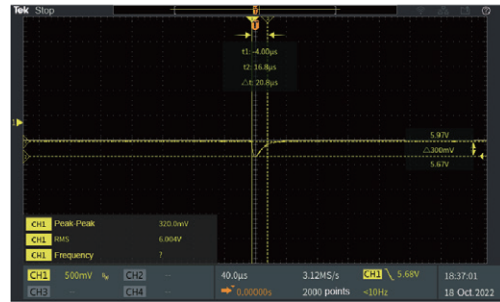 Tek Stop
t1: -4.00μs
t2: 16.8μs
△t: 20.8μs
5.97V
△300mV
5.67V
CH1 Peak-Peak 320.0mV
CH1 RMS 6.004V
CH1 Frequency ?
CH1 500mV CH2 --
CH3 -- CH4 --
40.0μs 3.12MS/s CH1 5.68V
0.00000s 2000 points <10Hz
18:37:01
18 Oct.2022